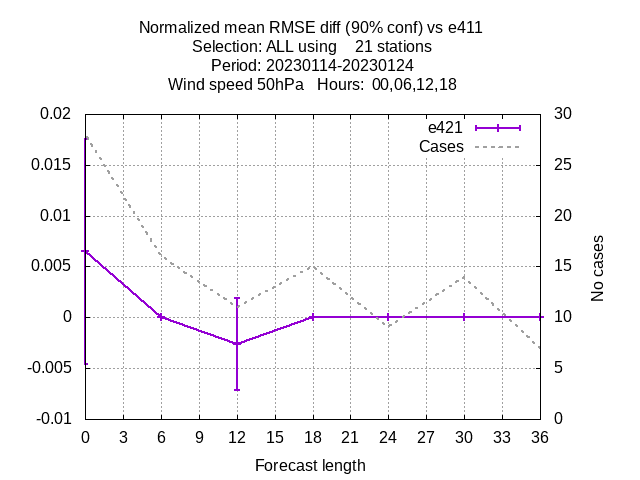 Normalized mean RMSE diff (90% conf) vs e411
Selection: ALL using    21 stations
Period: 20230114-20230124
Wind speed 50hPa   Hours:  00,06,12,18
0.02
0.015
0.01
0.005
0
-0.005
-0.01
30
25
20
15
10
5
0
e421
Cases
No cases
0 3 6 9 12 15 18 21 24 27 30 33 36
Forecast length